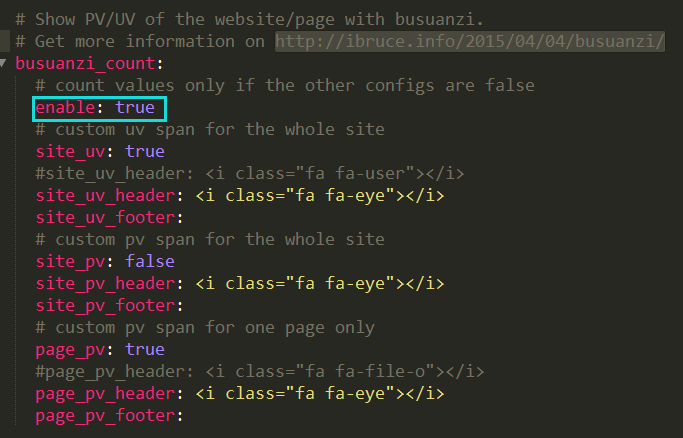 # Show PV/UV of the website/page with busuanzi.
# Get more information on http://ibruce.info/2015/04/04/busuanzi/
busuanzi_count:
# count values only if the other configs are false
enable: true
# custom uv span for the whole site
site_uv: true
#site_uv_header: <i class="fa fa-user"></i>
site_uv_header: <i class="fa fa-eye"></i>
site_uv_footer:
# custom pv span for the whole site
site_pv: false
site_pv_header: <i class="fa fa-eye"></i>
site_pv_footer:
# custom pv span for one page only
page_pv: true
#page_pv_header: <i class="fa fa-file-o"></i>
page_pv_header: <i class="fa fa-eye"></i>
page_pv_footer: